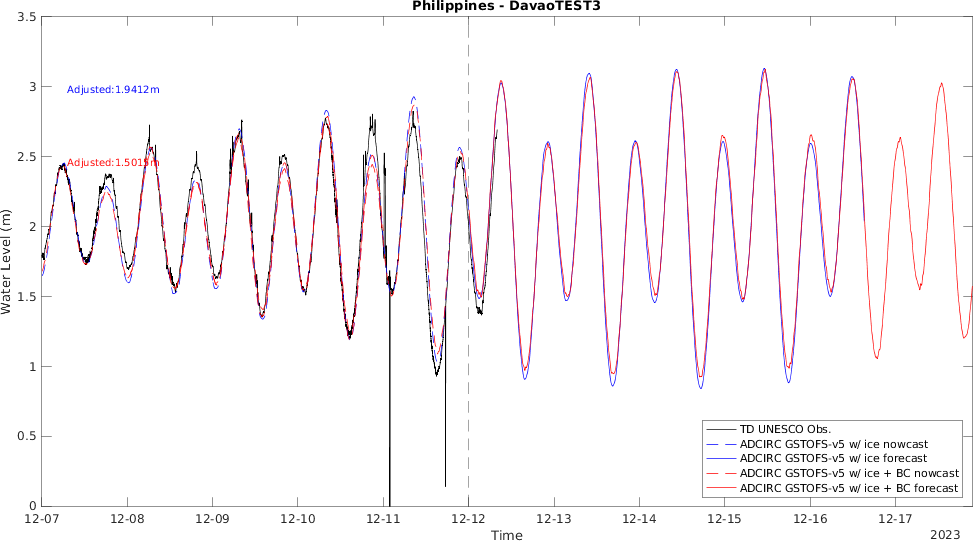 Philippines - DavaoTEST3
3.5
3
2.5
2
1.5
1
0.5
0
Water Level (m)
Adjusted:1.9412m
Adjusted:1.5015m
TD UNESCO Obs.
ADCIRC GSTOFS-v5 w/ ice nowcast
ADCIRC GSTOFS-v5 w/ ice forecast
ADCIRC GSTOFS-v5 w/ ice + BC nowcast
ADCIRC GSTOFS-v5 w/ ice + BC forecast
12-07 12-08 12-09 12-10 12-11 12-12 12-13 12-14 12-15 12-16 12-17
Time
2023